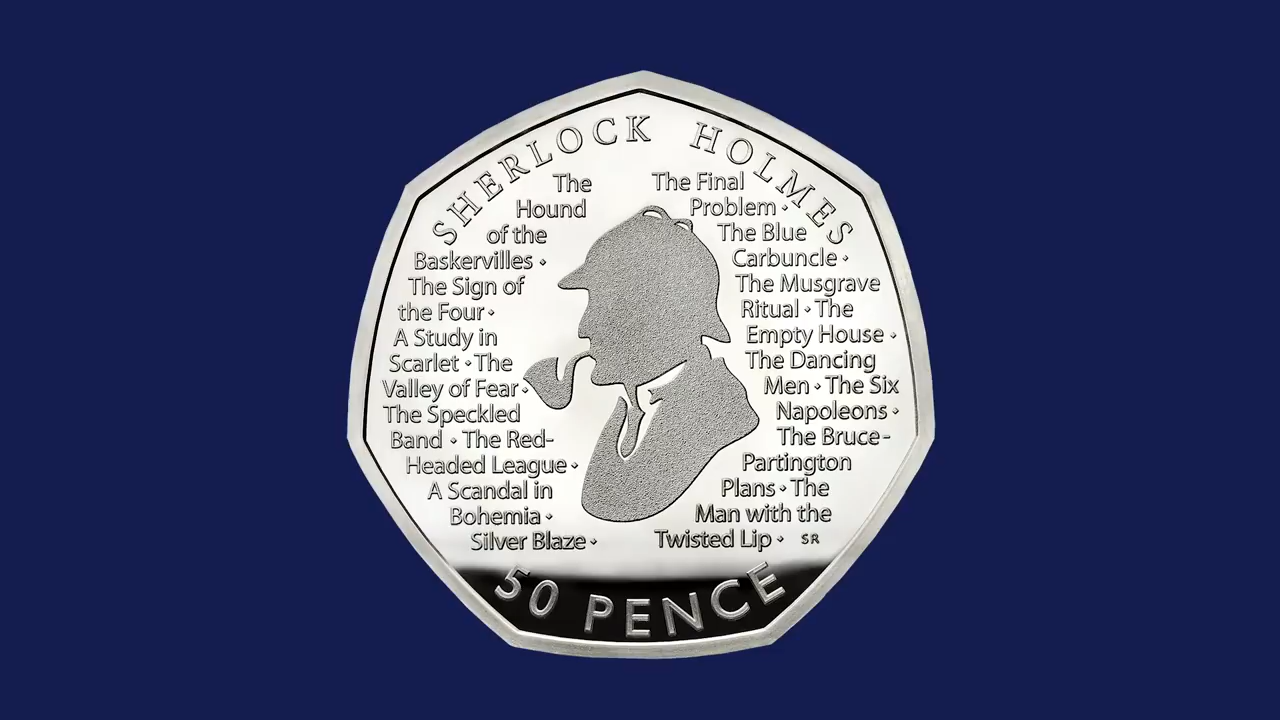 SHERLOCK HOLMES
The
Hound
of the
Baskervilles •
The Sign of
the Four •
A Study in
Scarlet • The
Valley of Fear •
The Speckled
Band • The Red-
Headed League •
A Scandal in
Bohemia •
Silver Blaze •
The Final
Problem •
The Blue
Carbuncle •
The Musgrave
Ritual • The
Empty House •
The Dancing
Men • The Six
Napoleons •
The Bruce-
Partington
Plans • The
Man with the
Twisted Lip • SR
50 PENCE